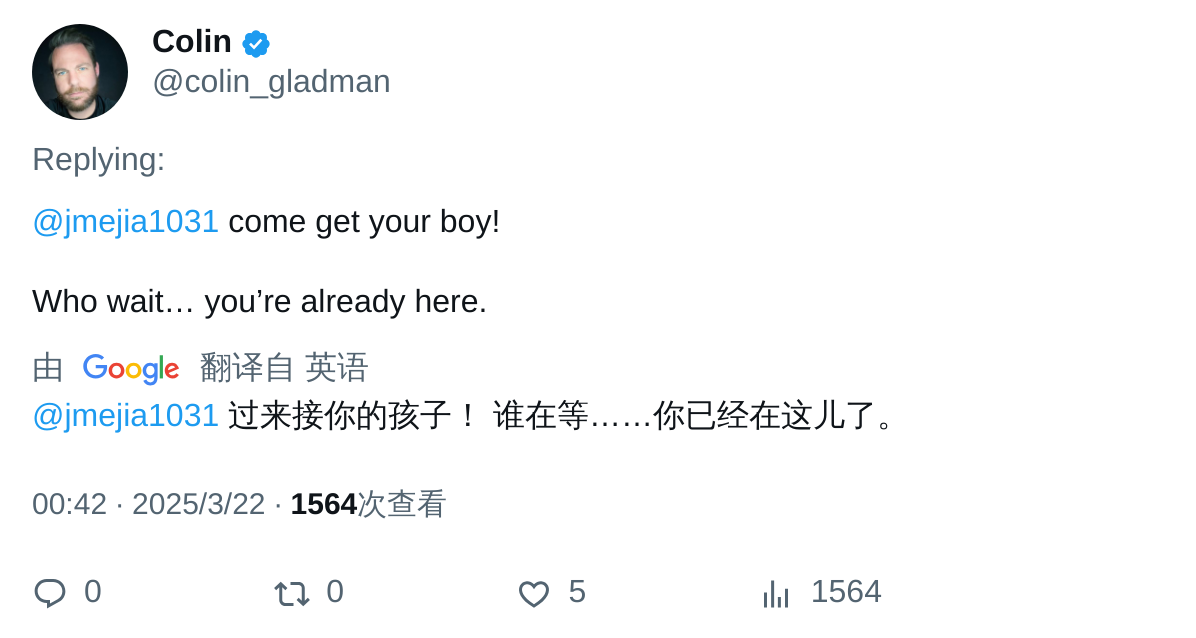 Colin
@colin_gladman
Replying:
@jmejia1031 come get your boy!
Who wait… you’re already here.
由 Google 翻译自 英语
@jmejia1031 过来接你的孩子！ 谁在等……你已经在这儿了。
00:42 · 2025/3/22 · 1564次查看
0 0 5 1564